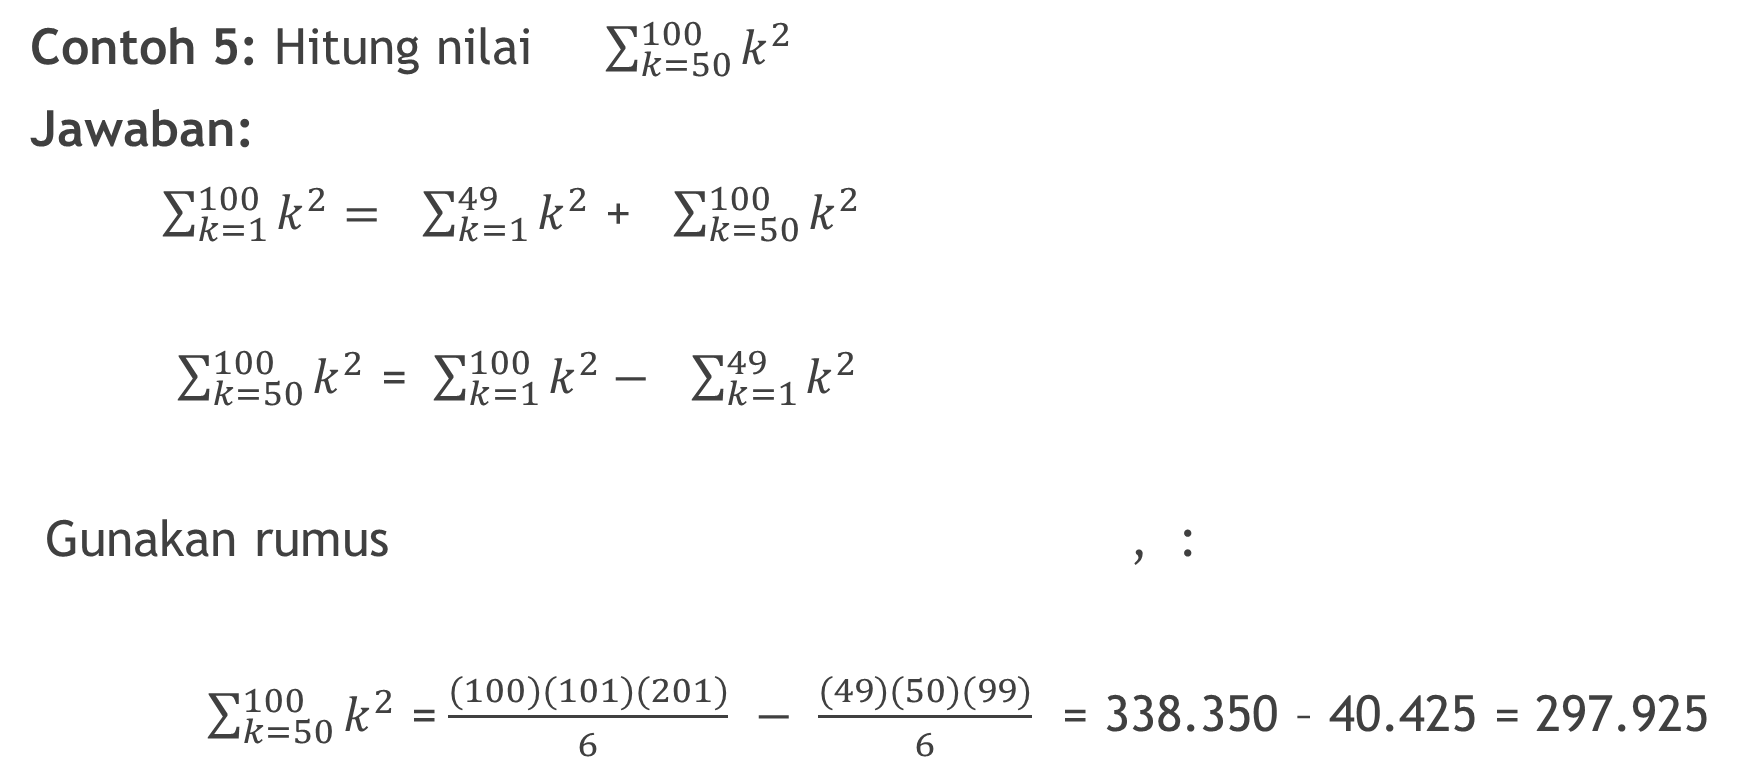 Contoh 5: Hitung nilai ∑_{k=50}^{100} k²
Jawaban:
∑_{k=1}^{100} k² = ∑_{k=1}^{49} k² + ∑_{k=50}^{100} k²
∑_{k=50}^{100} k² = ∑_{k=1}^{100} k² − ∑_{k=1}^{49} k²
Gunakan rumus , :
∑_{k=50}^{100} k² = (100)(101)(201)/6 − (49)(50)(99)/6 = 338.350 - 40.425 = 297.925